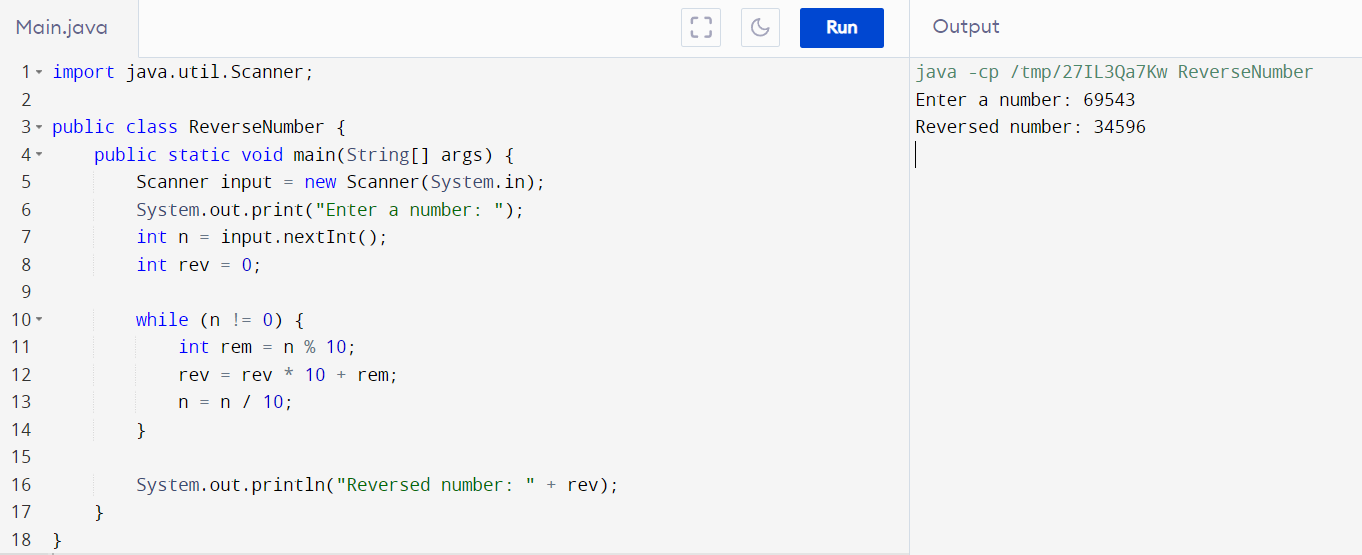 Main.java
Run
Output
1 import java.util.Scanner;
2
3 public class ReverseNumber {
4     public static void main(String[] args) {
5         Scanner input = new Scanner(System.in);
6         System.out.print("Enter a number: ");
7         int n = input.nextInt();
8         int rev = 0;
9
10         while (n != 0) {
11             int rem = n % 10;
12             rev = rev * 10 + rem;
13             n = n / 10;
14         }
15
16         System.out.println("Reversed number: " + rev);
17     }
18 }
java -cp /tmp/27IL3Qa7Kw ReverseNumber
Enter a number: 69543
Reversed number: 34596